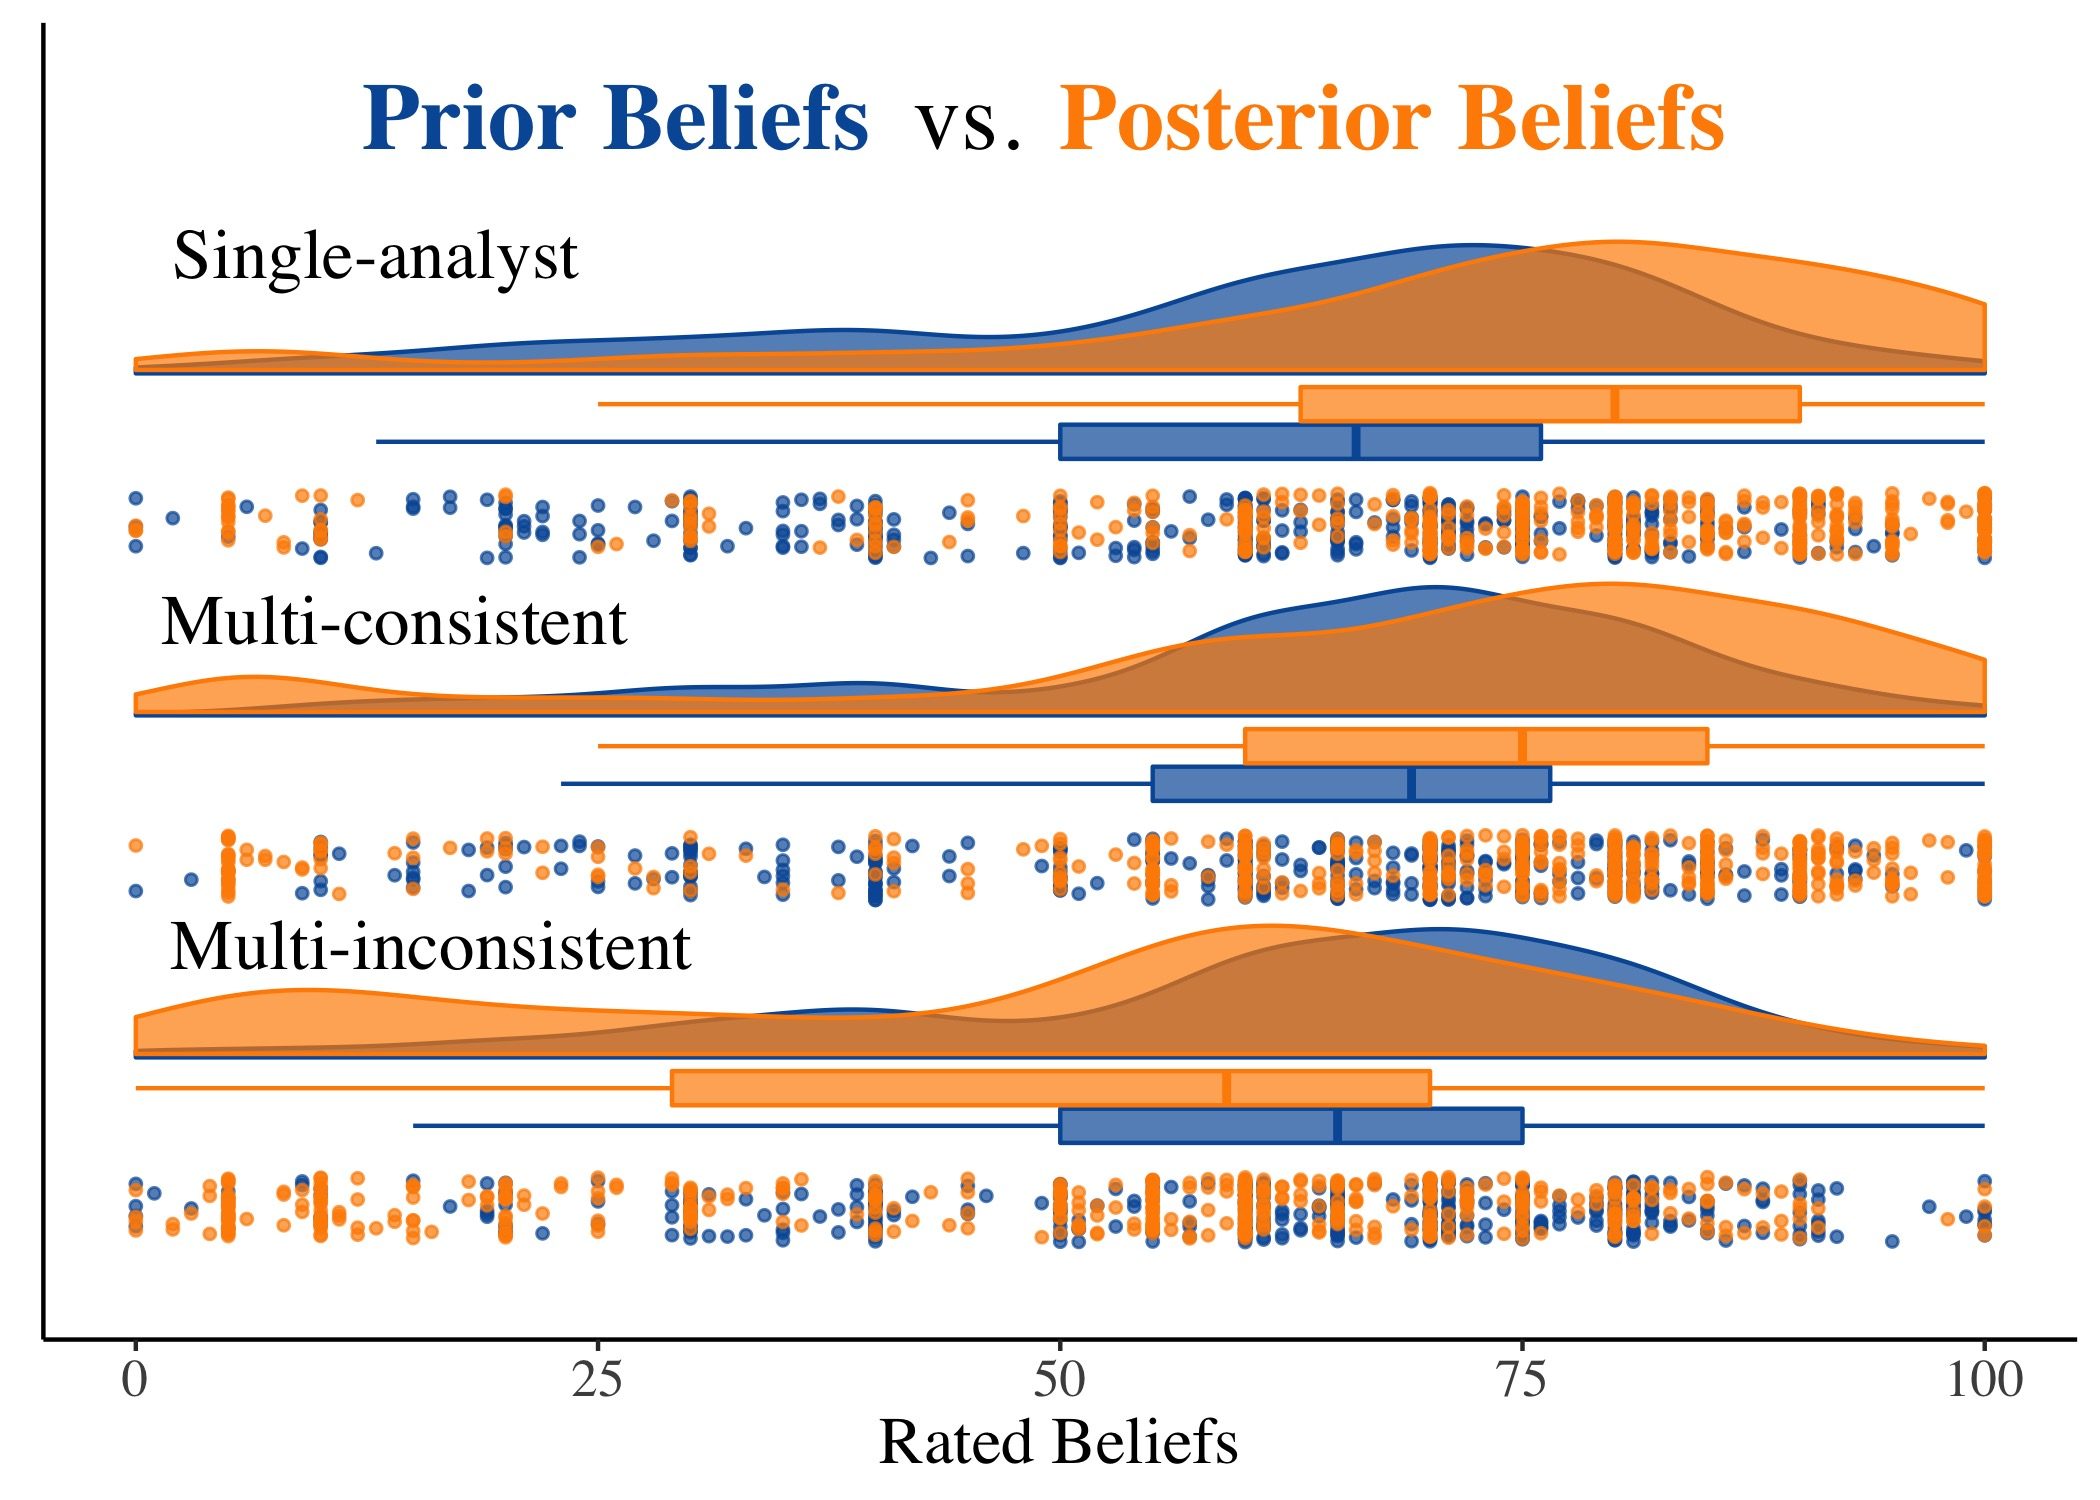 Prior Beliefs vs. Posterior Beliefs
Single-analyst
Multi-consistent
Multi-inconsistent
0 25 50 75 100
Rated Beliefs